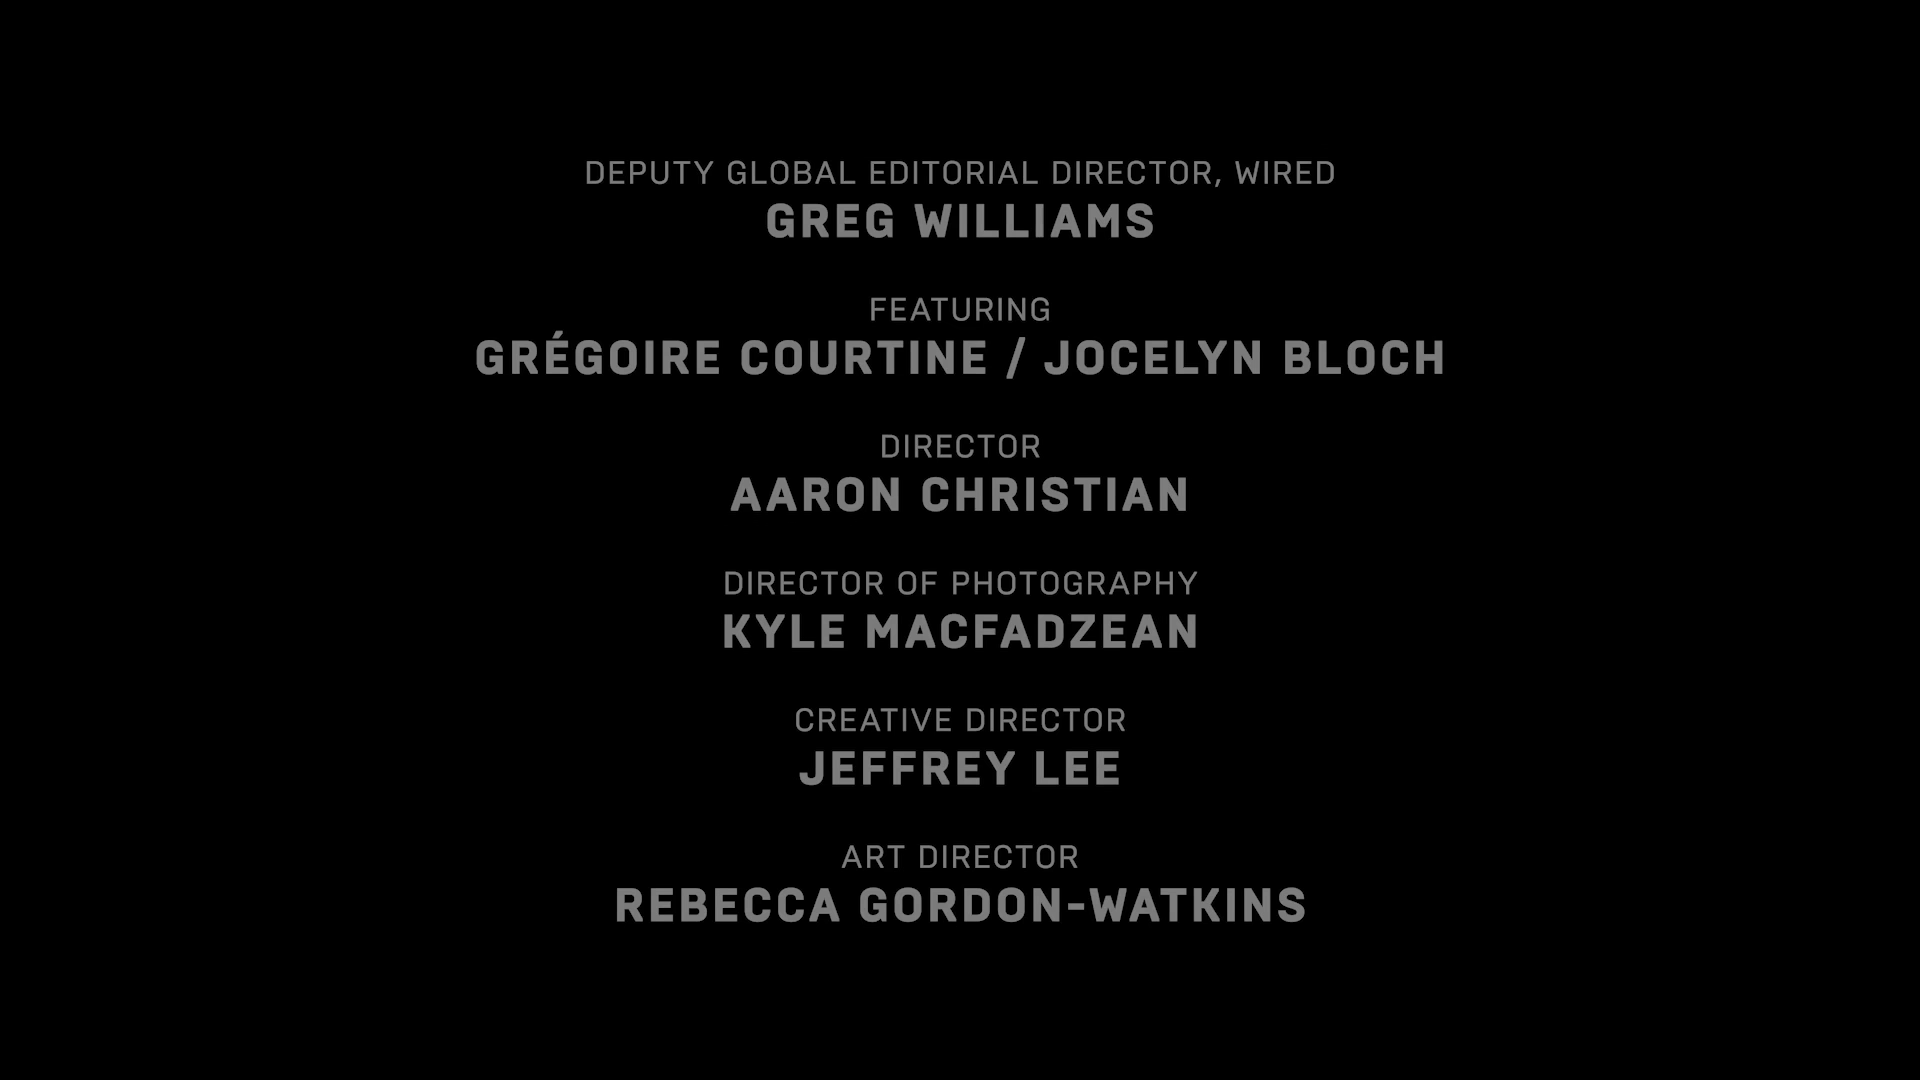 DEPUTY GLOBAL EDITORIAL DIRECTOR, WIRED
GREG WILLIAMS
FEATURING
GRÉGOIRE COURTINE / JOCELYN BLOCH
DIRECTOR
AARON CHRISTIAN
DIRECTOR OF PHOTOGRAPHY
KYLE MACFADZEAN
CREATIVE DIRECTOR
JEFFREY LEE
ART DIRECTOR
REBECCA GORDON-WATKINS